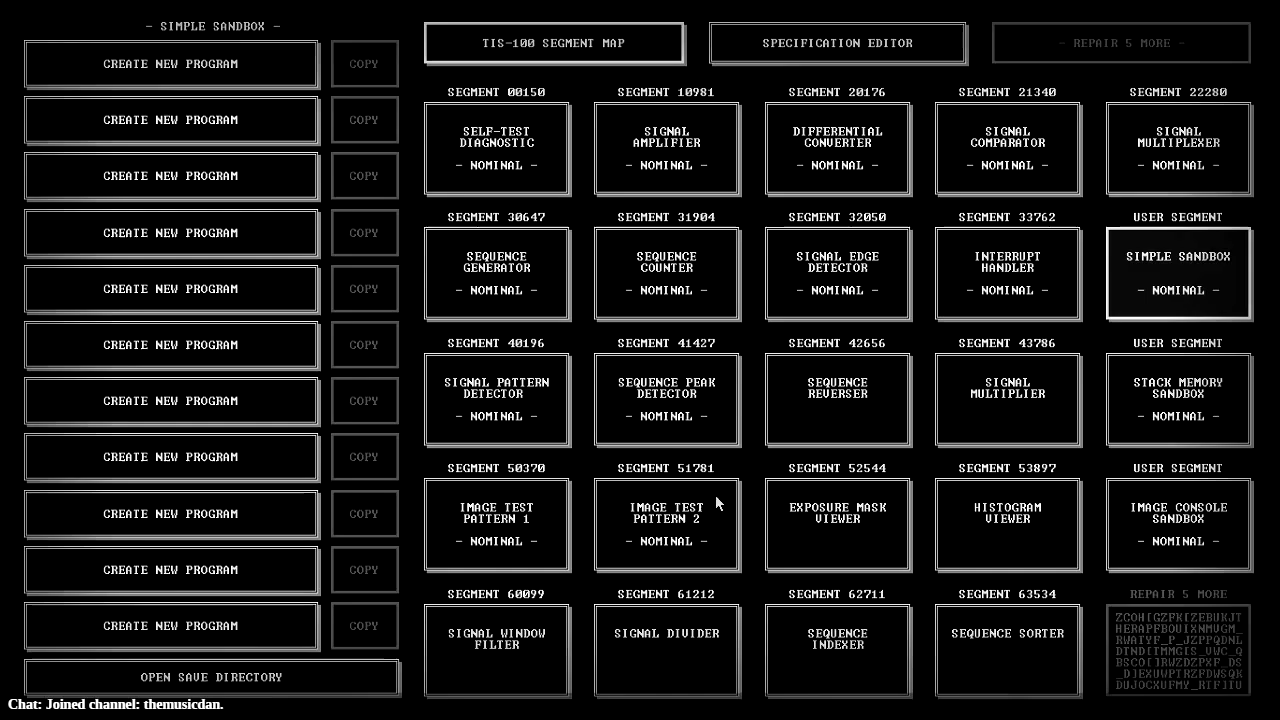 - SIMPLE SANDBOX -
CREATE NEW PROGRAM
COPY
CREATE NEW PROGRAM
COPY
CREATE NEW PROGRAM
COPY
CREATE NEW PROGRAM
COPY
CREATE NEW PROGRAM
COPY
CREATE NEW PROGRAM
COPY
CREATE NEW PROGRAM
COPY
CREATE NEW PROGRAM
COPY
CREATE NEW PROGRAM
COPY
CREATE NEW PROGRAM
COPY
CREATE NEW PROGRAM
COPY
OPEN SAVE DIRECTORY
Chat: Joined channel: themusicdan.
TIS-100 SEGMENT MAP
SPECIFICATION EDITOR
- REPAIR 5 MORE -
SEGMENT 00150
SELF-TEST
DIAGNOSTIC
- NOMINAL -
SEGMENT 10981
SIGNAL
AMPLIFIER
- NOMINAL -
SEGMENT 20176
DIFFERENTIAL
CONVERTER
- NOMINAL -
SEGMENT 21340
SIGNAL
COMPARATOR
- NOMINAL -
SEGMENT 22280
SIGNAL
MULTIPLEXER
- NOMINAL -
SEGMENT 30647
SEQUENCE
GENERATOR
- NOMINAL -
SEGMENT 31904
SEQUENCE
COUNTER
- NOMINAL -
SEGMENT 32050
SIGNAL EDGE
DETECTOR
- NOMINAL -
SEGMENT 33762
INTERRUPT
HANDLER
- NOMINAL -
USER SEGMENT
SIMPLE SANDBOX
- NOMINAL -
SEGMENT 40196
SIGNAL PATTERN
DETECTOR
- NOMINAL -
SEGMENT 41427
SEQUENCE PEAK
DETECTOR
- NOMINAL -
SEGMENT 42656
SEQUENCE
REVERSER
SEGMENT 43786
SIGNAL
MULTIPLIER
USER SEGMENT
STACK MEMORY
SANDBOX
- NOMINAL -
SEGMENT 50370
IMAGE TEST
PATTERN 1
- NOMINAL -
SEGMENT 51781
IMAGE TEST
PATTERN 2
- NOMINAL -
SEGMENT 52544
EXPOSURE MASK
VIEWER
SEGMENT 53897
HISTOGRAM
VIEWER
USER SEGMENT
IMAGE CONSOLE
SANDBOX
- NOMINAL -
SEGMENT 60099
SIGNAL WINDOW
FILTER
SEGMENT 61212
SIGNAL DIVIDER
SEGMENT 62711
SEQUENCE
INDEXER
SEGMENT 63534
SEQUENCE SORTER
REPAIR 5 MORE